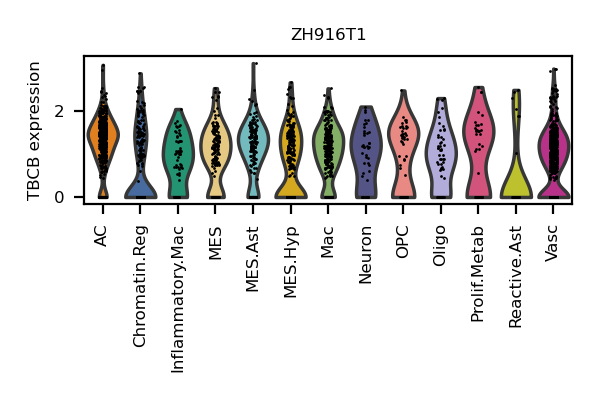 ZH916T1
TBCB expression
2
0
AC
Chromatin.Reg
Inflammatory.Mac
MES
MES.Ast
MES.Hyp
Mac
Neuron
OPC
Oligo
Prolif.Metab
Reactive.Ast
Vasc